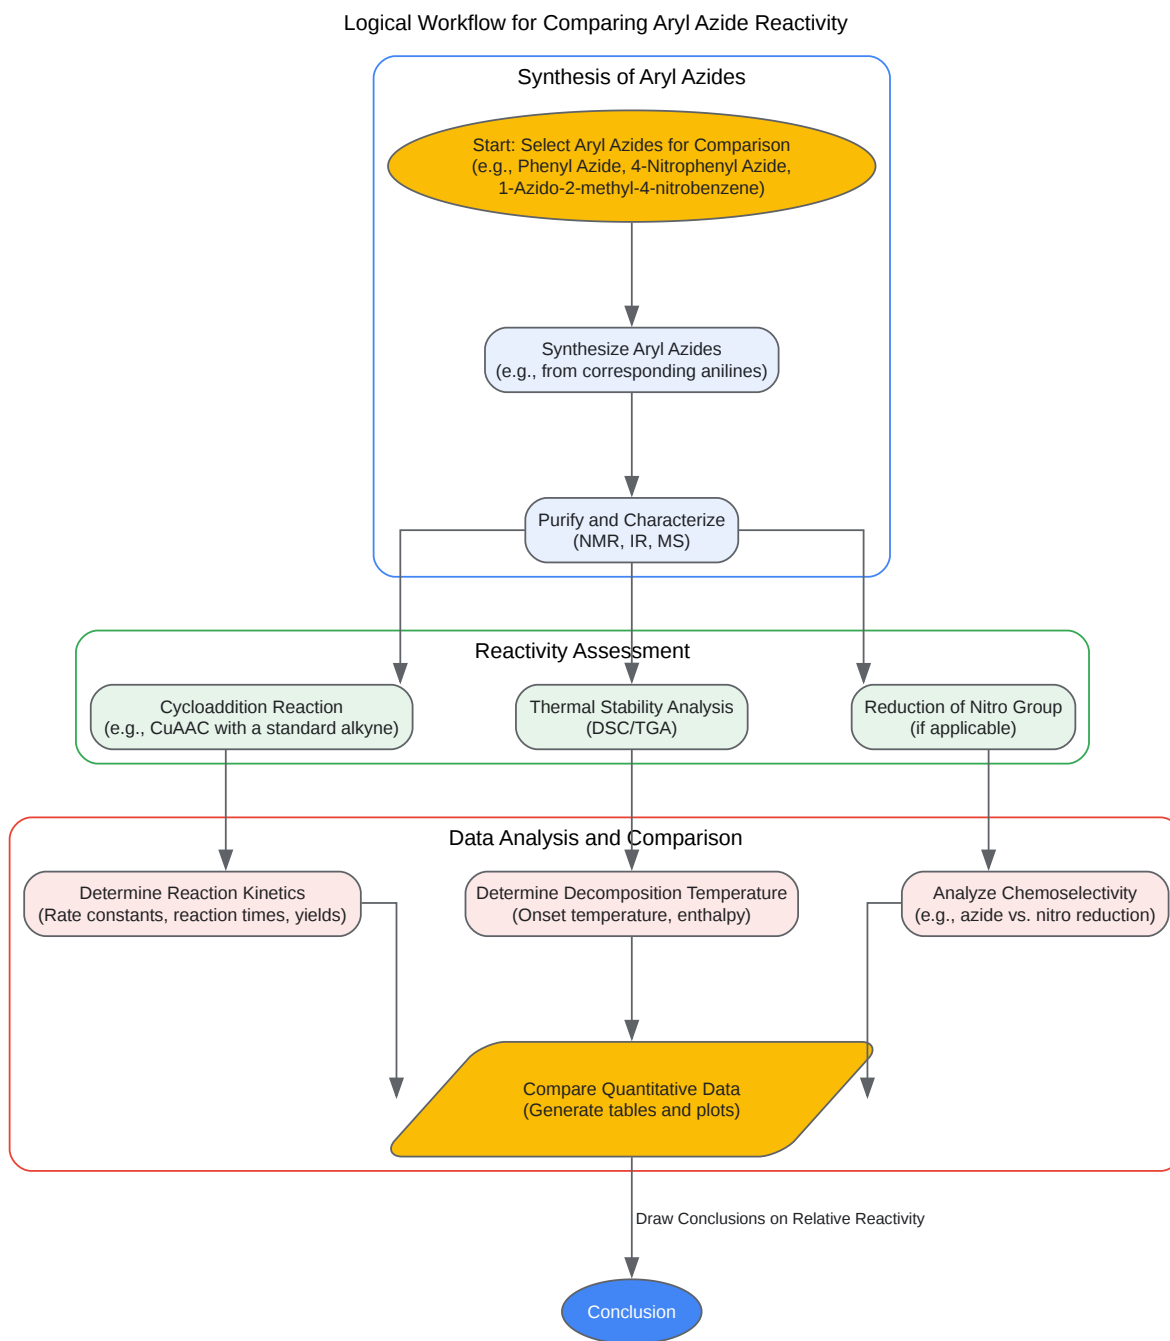 Logical Workflow for Comparing Aryl Azide Reactivity
Synthesis of Aryl Azides
Start: Select Aryl Azides for Comparison
(e.g., Phenyl Azide, 4-Nitrophenyl Azide,
1-Azido-2-methyl-4-nitrobenzene)
Synthesize Aryl Azides
(e.g., from corresponding anilines)
Purify and Characterize
(NMR, IR, MS)
Reactivity Assessment
Cycloaddition Reaction
(e.g., CuAAC with a standard alkyne)
Thermal Stability Analysis
(DSC/TGA)
Reduction of Nitro Group
(if applicable)
Data Analysis and Comparison
Determine Reaction Kinetics
(Rate constants, reaction times, yields)
Determine Decomposition Temperature
(Onset temperature, enthalpy)
Analyze Chemoselectivity
(e.g., azide vs. nitro reduction)
Compare Quantitative Data
(Generate tables and plots)
Draw Conclusions on Relative Reactivity
Conclusion